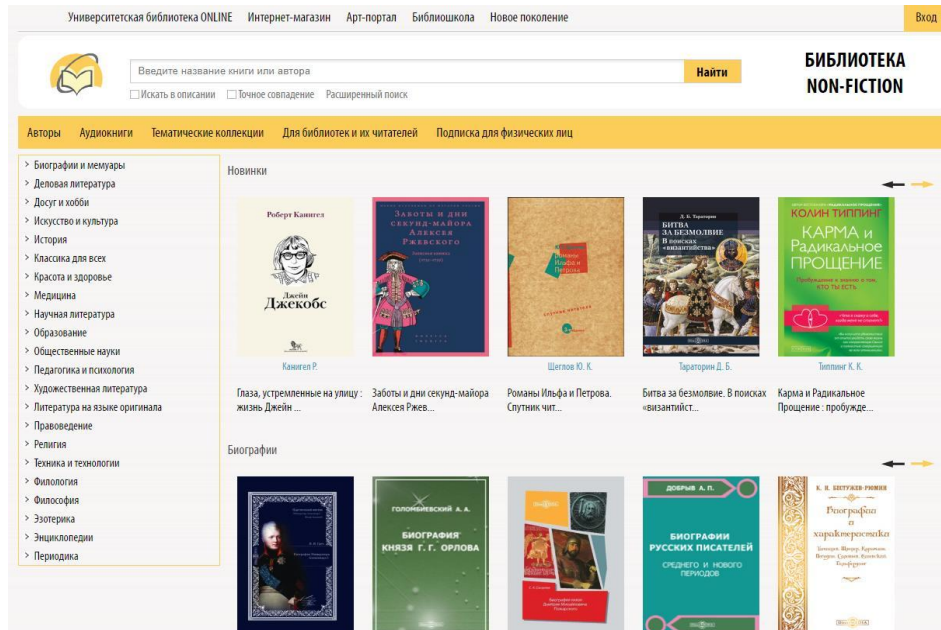 Университетская библиотека ONLINE Интернет-магазин Арт-портал Библиошкола Новое поколение Вход
Введите название книги или автора Найти
Искать в описании Точное совпадение Расширенный поиск
БИБЛИОТЕКА
NON-FICTION
Авторы Аудиокниги Тематические коллекции Для библиотек и их читателей Подписка для физических лиц
Биографии и мемуары
Деловая литература
Досуг и хобби
Искусство и культура
История
Классика для всех
Красота и здоровье
Медицина
Научная литература
Образование
Общественные науки
Педагогика и психология
Художественная литература
Литература на языке оригинала
Правоведение
Религия
Техника и технологии
Филология
Философия
Эзотерика
Энциклопедии
Периодика
Новинки
Роберт Канигел
Джейн
Джекобс
ЗАБОТЫ И ДНИ
СЕКУНД-МАЙОРА
АЛЕКСЕЯ
РЖЕВСКОГО
Романы
Ильфа и
Петрова
Д. Б. Тараторин
БИТВА
ЗА БЕЗМОЛВИЕ
В поисках
«византийства»
КОЛИН ТИППИНГ
КАРМА и
Радикальное
ПРОЩЕНИЕ
Канигел Р.
Щеглов Ю. К.
Тараторин Д. Б.
Типпинг К. К.
Глаза, устремленные на улицу :
жизнь Джейн ...
Заботы и дни секунд-майора
Алексея Ржев...
Романы Ильфа и Петрова.
Спутник чит...
Битва за безмолвие. В поисках
«византийст...
Карма и Радикальное
Прощение : пробужде...
Биографии
ГОЛОМБИЕВСКИЙ А. А.
БИОГРАФИЯ
КНЯЗЯ Г. Г. ОРЛОВА
ДОБРЫВ А. П.
БИОГРАФИИ
РУССКИХ ПИСАТЕЛЕЙ
СРЕДНЕГО И НОВОГО
ПЕРИОДОВ
К. Н. БЕСТУЖЕВ-РЮМИН
Биографии
и
характеристики